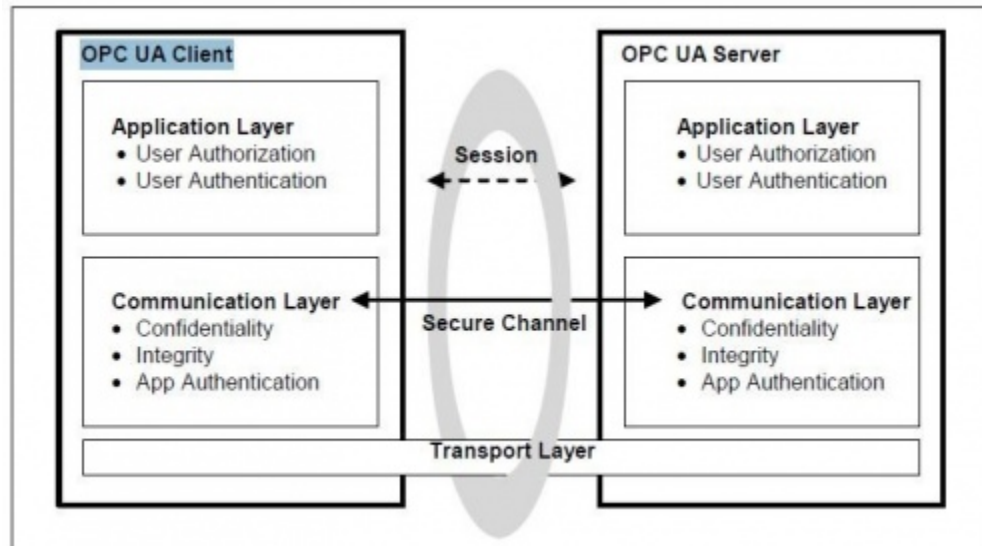 OPC UA Client
Application Layer
• User Authorization
• User Authentication
Communication Layer
• Confidentiality
• Integrity
• App Authentication
Session
Secure Channel
Transport Layer
OPC UA Server
Application Layer
• User Authorization
• User Authentication
Communication Layer
• Confidentiality
• Integrity
• App Authentication